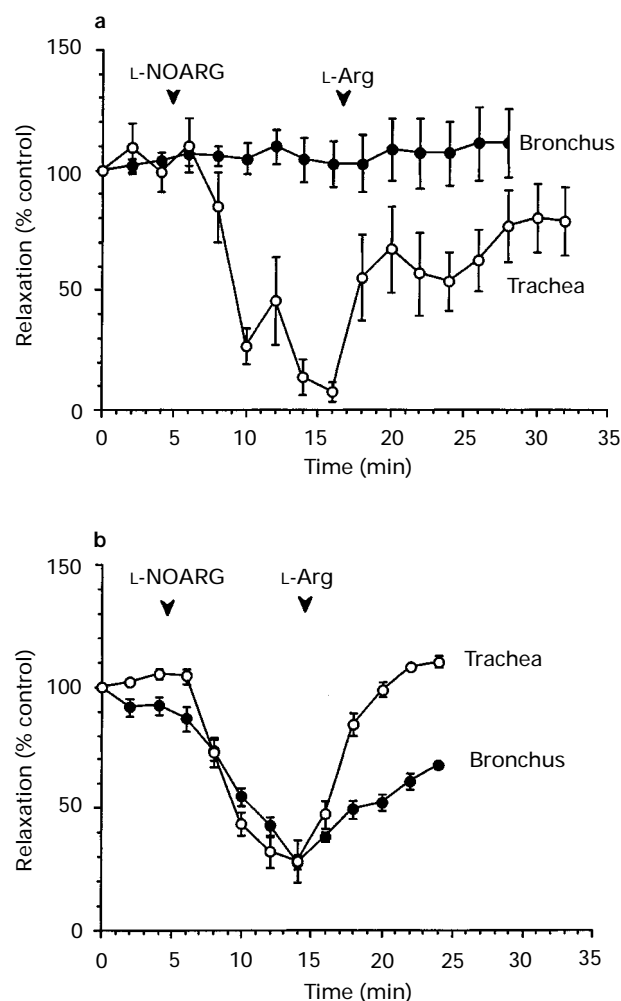 a
150
L-NOARG
L-Arg
Bronchus
100
Relaxation (% control)
50
Trachea
0
0 5 10 15 20 25 30 35
Time (min)
b
150
L-NOARG
L-Arg
Trachea
100
Bronchus
Relaxation (% control)
50
0
0 5 10 15 20 25 30 35
Time (min)